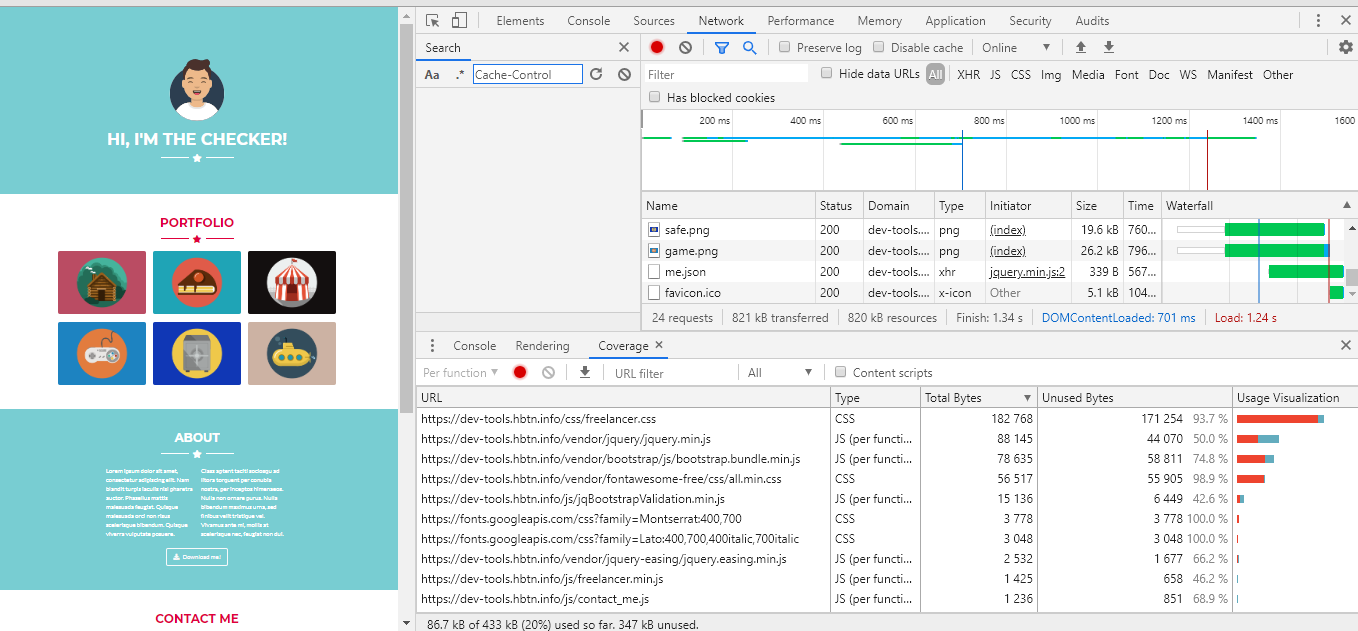 HI, I'M THE CHECKER!
PORTFOLIO
ABOUT
Lorem ipsum dolor sit amet,
consectetur adipiscing elit. Nam
blandit turpis iaculis nisl pharetra
auctor. Phasellus mattis
malesuada feugiat. Quisque
malesuada orci non risus
scelerisque bibendum. Quisque
viverra vulputate posuere.
Class aptent taciti sociosqu ad
litora torquent per conubia
nostra, per inceptos himenaeos.
Nulla non ornare purus. Nulla
bibendum maximus urna, sed
finibus velit tristique vel.
Vivamus ante mi, mollis at
scelerisque nec, feugiat non dui.
Download me!
CONTACT ME
Elements Console Sources Network Performance Memory Application Security Audits
Search
Preserve log Disable cache Online
Aa .* Cache-Control
Filter Hide data URLs All XHR JS CSS Img Media Font Doc WS Manifest Other
Has blocked cookies
200 ms 400 ms 600 ms 800 ms 1000 ms 1200 ms 1400 ms 1600
Name Status Domain Type Initiator Size Time Waterfall
safe.png 200 dev-tools.... png (index) 19.6 kB 760...
game.png 200 dev-tools.... png (index) 26.2 kB 796...
me.json 200 dev-tools.... xhr jquery.min.js:2 339 B 567...
favicon.ico 200 dev-tools.... x-icon Other 5.1 kB 104...
24 requests 821 kB transferred 820 kB resources Finish: 1.34 s DOMContentLoaded: 701 ms Load: 1.24 s
Console Rendering Coverage
Per function URL filter All Content scripts
URL Type Total Bytes Unused Bytes Usage Visualization
https://dev-tools.hbtn.info/css/freelancer.css CSS 182 768 171 254 93.7 %
https://dev-tools.hbtn.info/vendor/jquery/jquery.min.js JS (per functi... 88 145 44 070 50.0 %
https://dev-tools.hbtn.info/vendor/bootstrap/js/bootstrap.bundle.min.js JS (per functi... 78 635 58 811 74.8 %
https://dev-tools.hbtn.info/vendor/fontawesome-free/css/all.min.css CSS 56 517 55 905 98.9 %
https://dev-tools.hbtn.info/js/jqBootstrapValidation.min.js JS (per functi... 15 136 6 449 42.6 %
https://fonts.googleapis.com/css?family=Montserrat:400,700 CSS 3 778 3 778 100.0 %
https://fonts.googleapis.com/css?family=Lato:400,700,400italic,700italic CSS 3 048 3 048 100.0 %
https://dev-tools.hbtn.info/vendor/jquery-easing/jquery.easing.min.js JS (per functi... 2 532 1 677 66.2 %
https://dev-tools.hbtn.info/js/freelancer.min.js JS (per functi... 1 425 658 46.2 %
https://dev-tools.hbtn.info/js/contact_me.js JS (per functi... 1 236 851 68.9 %
86.7 kB of 433 kB (20%) used so far. 347 kB unused.